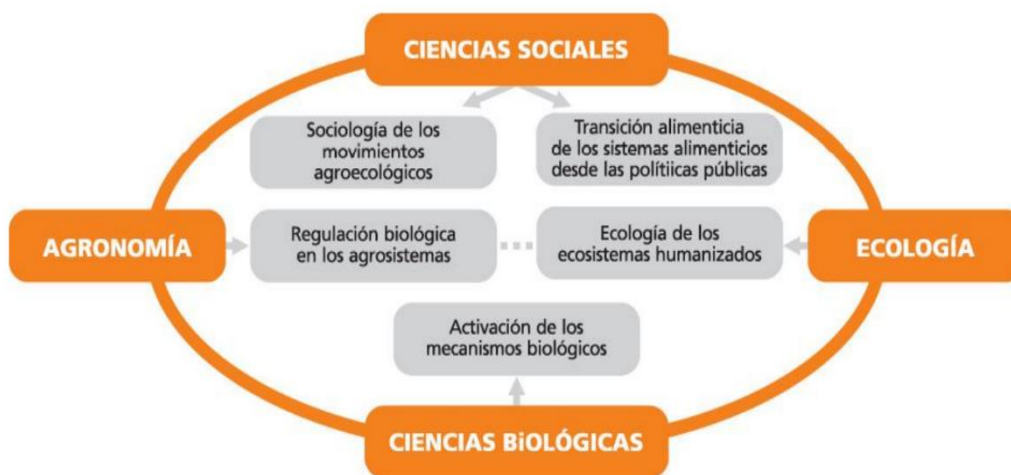 CIENCIAS SOCIALES
Sociología de los
movimientos
agroecológicos
Transición alimenticia
de los sistemas alimenticios
desde las polítiicas públicas
AGRONOMÍA
Regulación biológica
en los agrosistemas
Ecología de los
ecosistemas humanizados
ECOLOGÍA
Activación de los
mecanismos biológicos
CIENCIAS BiOLÓGICAS